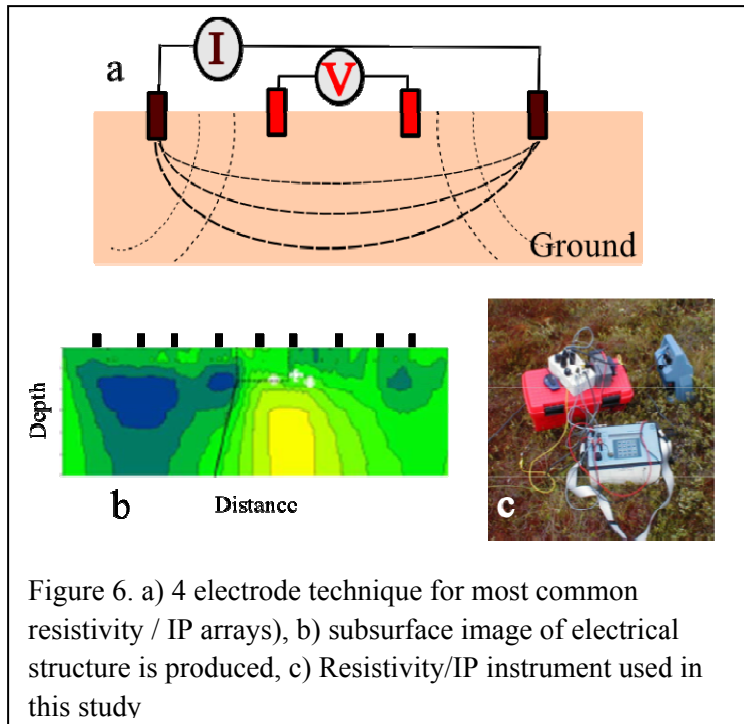 I
a
V
Ground
Depth
b
Distance
c
Figure 6. a) 4 electrode technique for most common
resistivity / IP arrays), b) subsurface image of electrical
structure is produced, c) Resistivity/IP instrument used in
this study